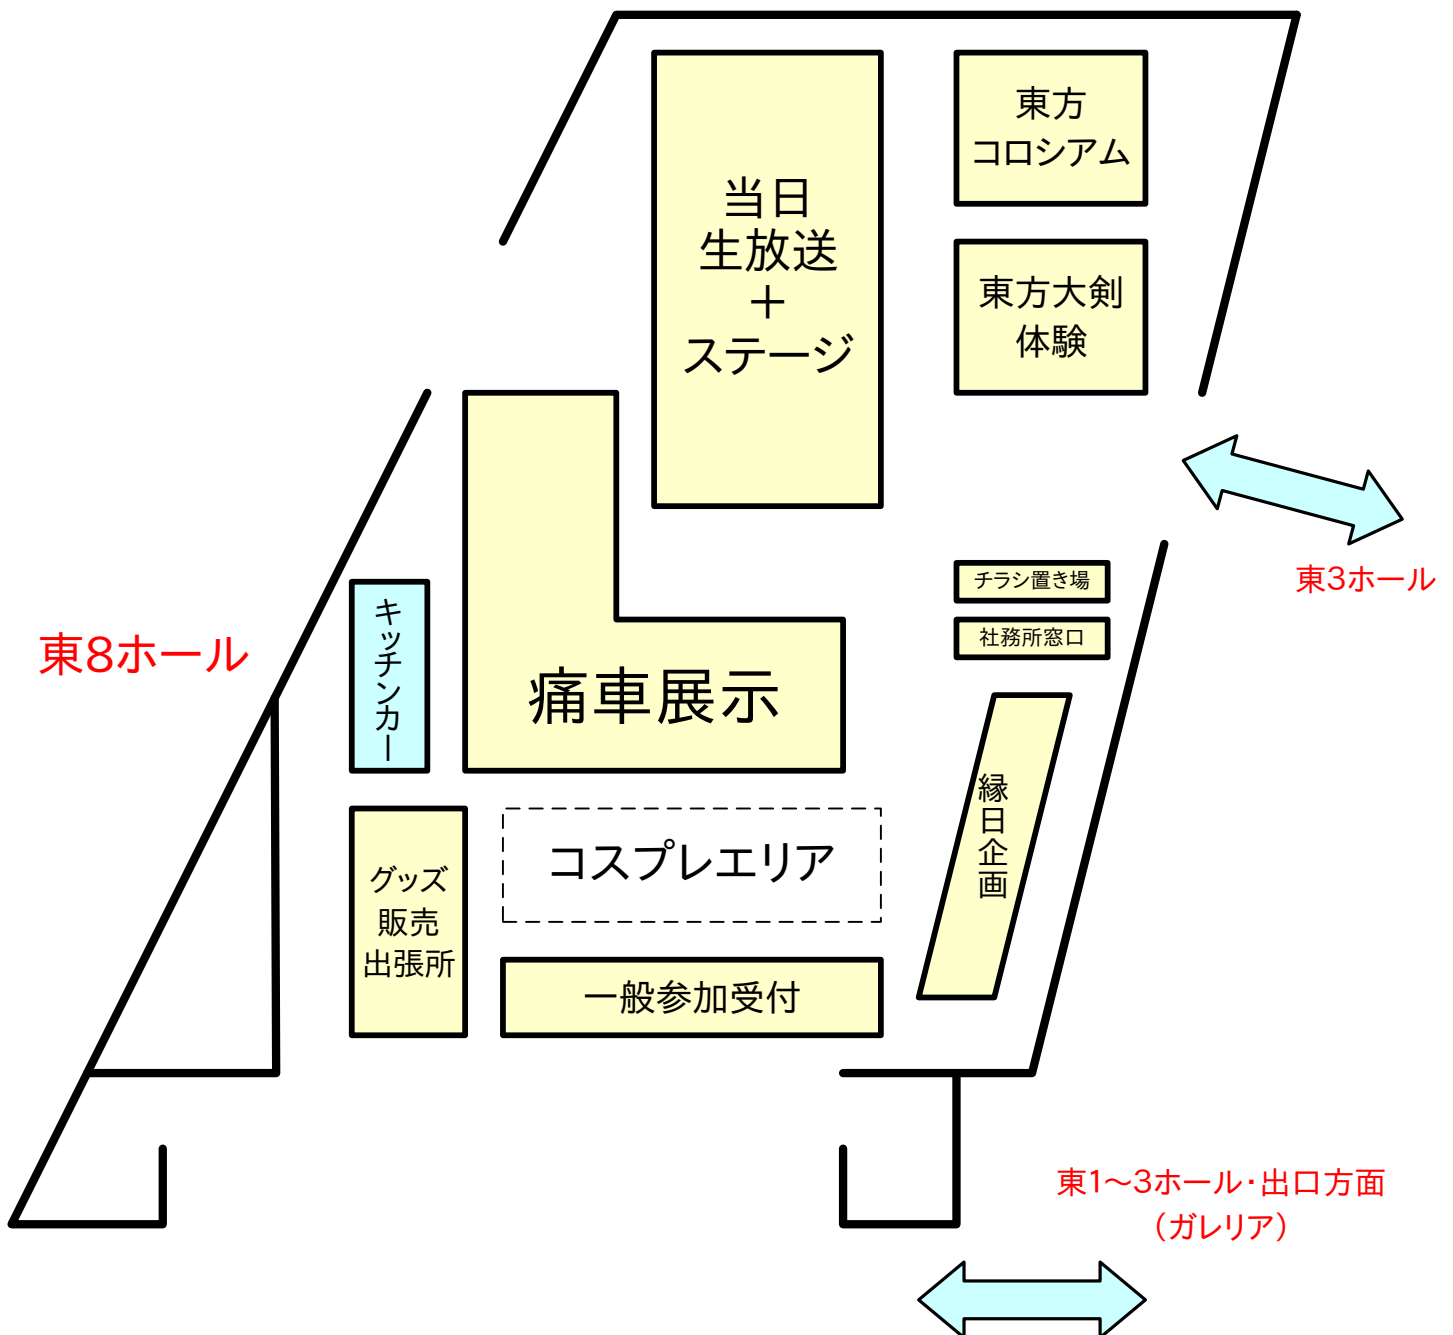 東方
コロシアム
当日
生放送
＋
ステージ
東方大剣
体験
チラシ置き場
東3ホール
社務所窓口
キッチンカー
東8ホール
痛車展示
縁日企画
コスプレエリア
グッズ
販売
出張所
一般参加受付
東1～3ホール・出口方面
（ガレリア）